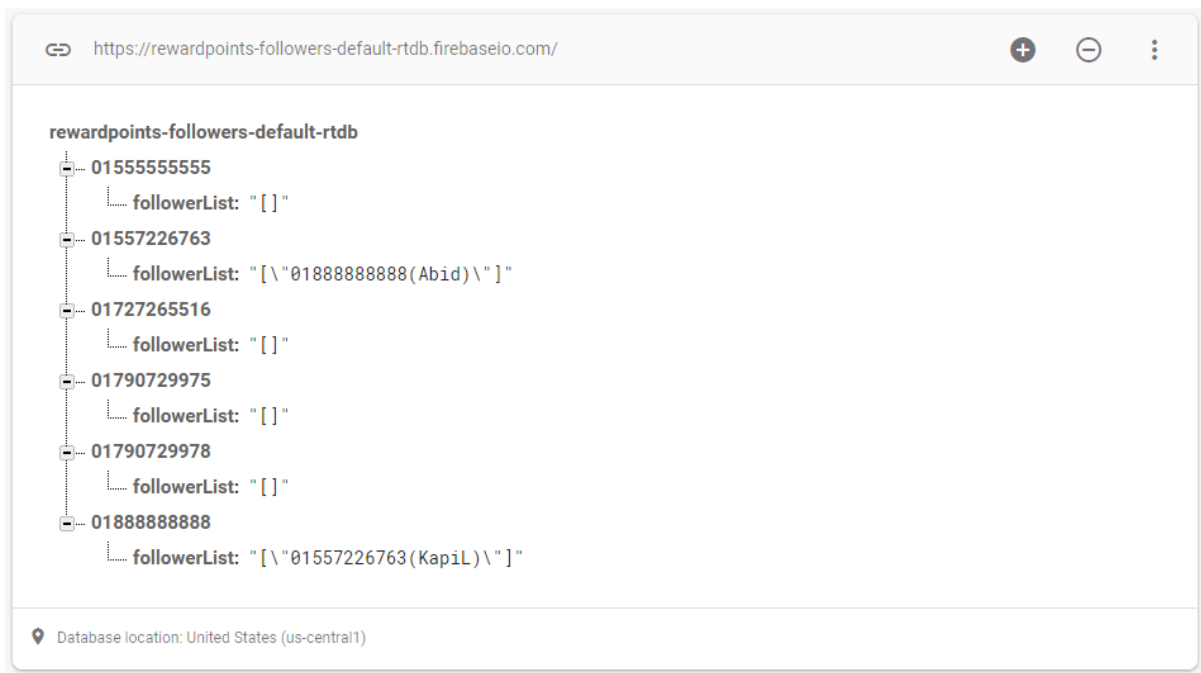 https://rewardpoints-followers-default-rtdb.firebaseio.com/
rewardpoints-followers-default-rtdb
01555555555
followerList: "[]"
01557226763
followerList: "[\"01888888888(Abid)\"]"
01727265516
followerList: "[]"
01790729975
followerList: "[]"
01790729978
followerList: "[]"
01888888888
followerList: "[\"01557226763(KapiL)\"]"
Database location: United States (us-central1)